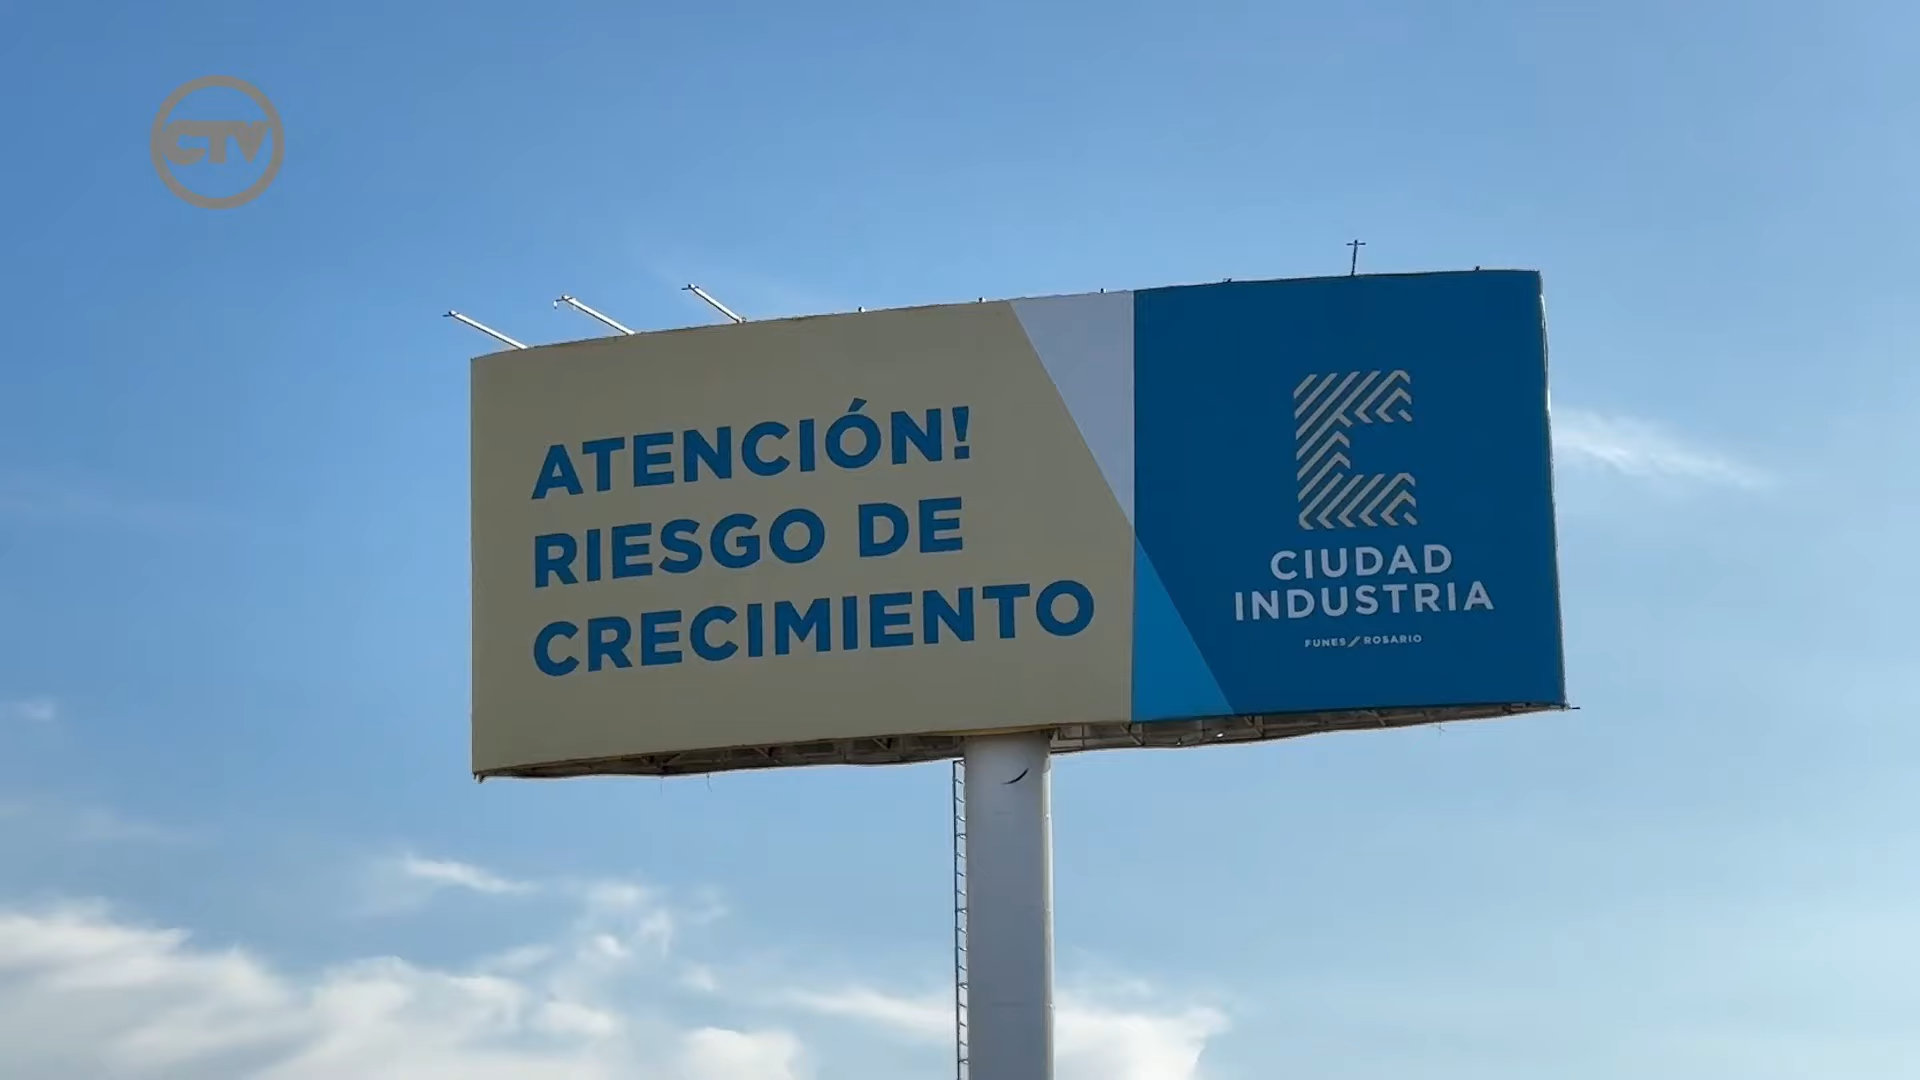 CTV
ATENCIÓN!
RIESGO DE
CRECIMIENTO
CIUDAD
INDUSTRIA
FUNES / ROSARIO